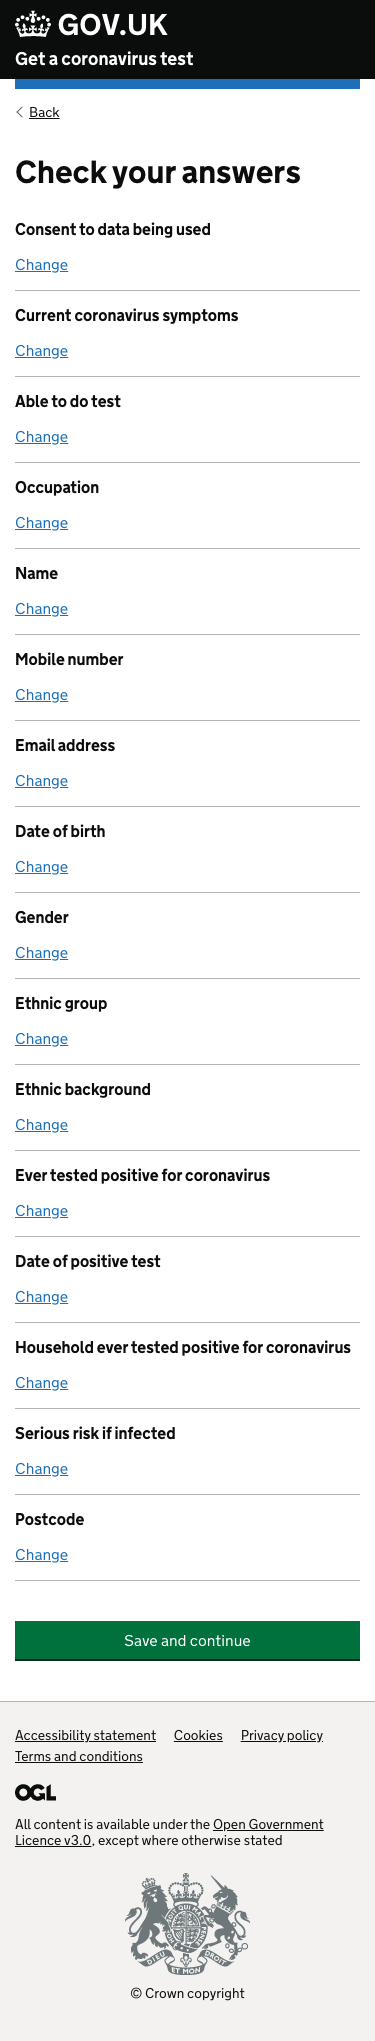 GOV.UK
Get a coronavirus test
Back
Check your answers
Consent to data being used
Change
Current coronavirus symptoms
Change
Able to do test
Change
Occupation
Change
Name
Change
Mobile number
Change
Email address
Change
Date of birth
Change
Gender
Change
Ethnic group
Change
Ethnic background
Change
Ever tested positive for coronavirus
Change
Date of positive test
Change
Household ever tested positive for coronavirus
Change
Serious risk if infected
Change
Postcode
Change
Save and continue
Accessibility statement Cookies Privacy policy
Terms and conditions
OGL
All content is available under the Open Government
Licence v3.0, except where otherwise stated
DIEU ET MON DROIT
© Crown copyright